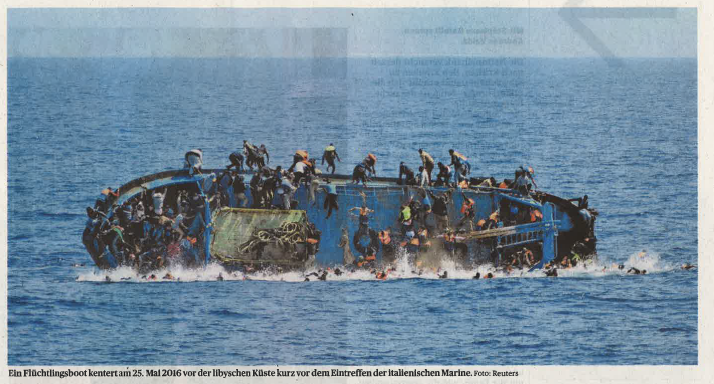 Ein Flüchtlingsboot kentert am 25. Mai 2016 vor der libyschen Küste kurz vor dem Eintreffen der italienischen Marine. Foto: Reuters